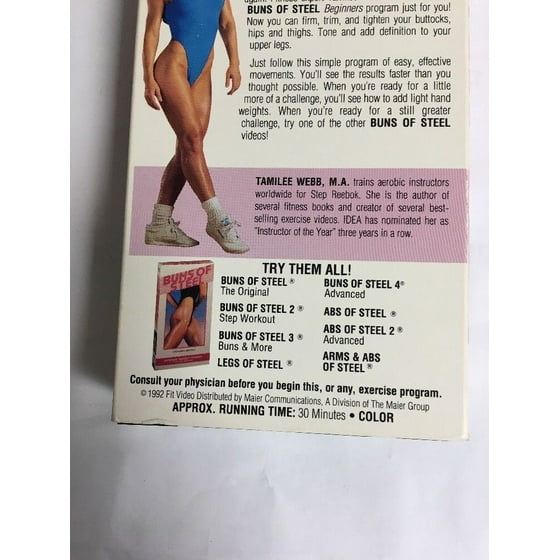 BUNS OF STEEL Beginners program just for you!
Now you can firm, trim, and tighten your buttocks,
hips and thighs. Tone and add definition to your
upper legs.
Just follow this simple program of easy, effective
movements. You'll see the results faster than you
thought possible. When you're ready for a little
more of a challenge, you'll see how to add light hand
weights. When you're ready for a still greater
challenge, try one of the other BUNS OF STEEL
videos!
TAMILEE WEBB, M.A. trains aerobic instructors
worldwide for Step Reebok. She is the author of
several fitness books and creator of several best-
selling exercise videos. IDEA has nominated her as
"Instructor of the Year" three years in a row.
TRY THEM ALL!
BUNS OF
STEEL
BUNS OF STEEL®
The Original
BUNS OF STEEL 2®
Step Workout
BUNS OF STEEL 3®
Buns & More
LEGS OF STEEL®
BUNS OF STEEL 4®
Advanced
ABS OF STEEL®
ABS OF STEEL 2®
Advanced
ARMS & ABS
OF STEEL®
Consult your physician before you begin this, or any, exercise program.
© 1992 Fit Video Distributed by Maier Communications, A Division of The Maier Group
APPROX. RUNNING TIME: 30 Minutes • COLOR